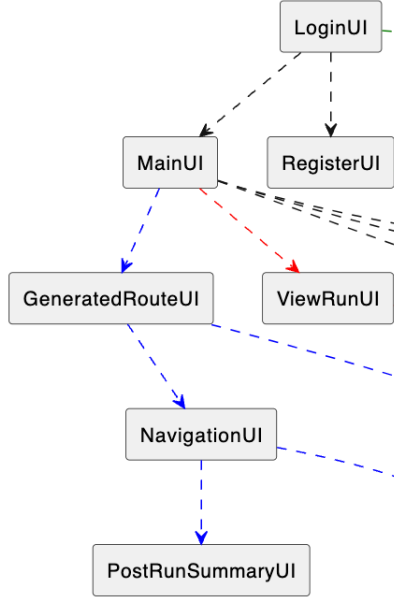 LoginUI
MainUI
RegisterUI
GeneratedRouteUI
ViewRunUI
NavigationUI
PostRunSummaryUI